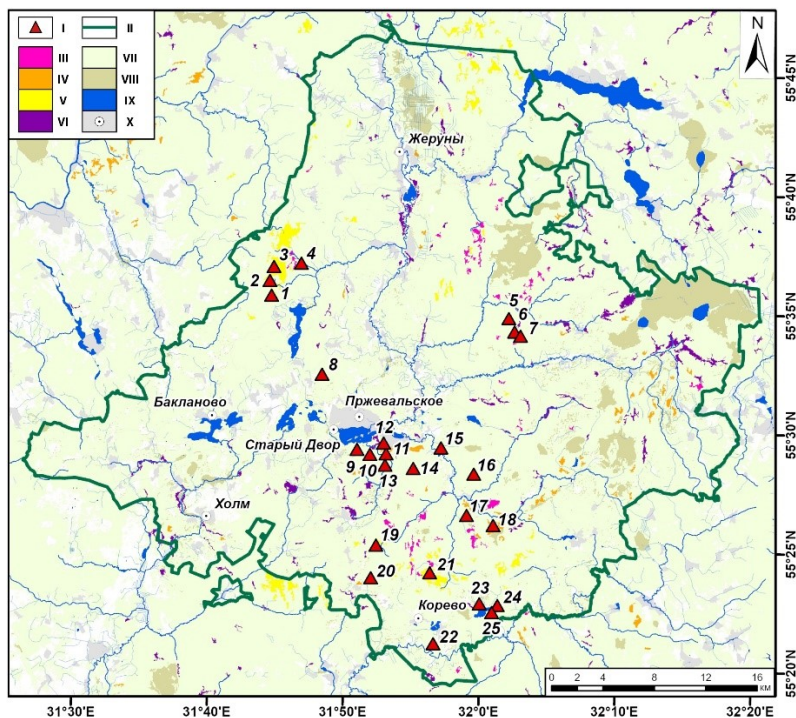 I II
III VII
IV VIII
V IX
VI X
N
Жеруны
3 4
2
1
5
6
7
8
Бакланово
Пржевальское
12
Старый Двор
11
15
9 10
14
16
13
Холм
17
18
19
21
20
23
24
Корево
25
22
0 2 4 8 12 16
км
55°45'N
55°40'N
55°35'N
55°30'N
55°25'N
55°20'N
31°30'E 31°40'E 31°50'E 32°0'E 32°10'E 32°20'E